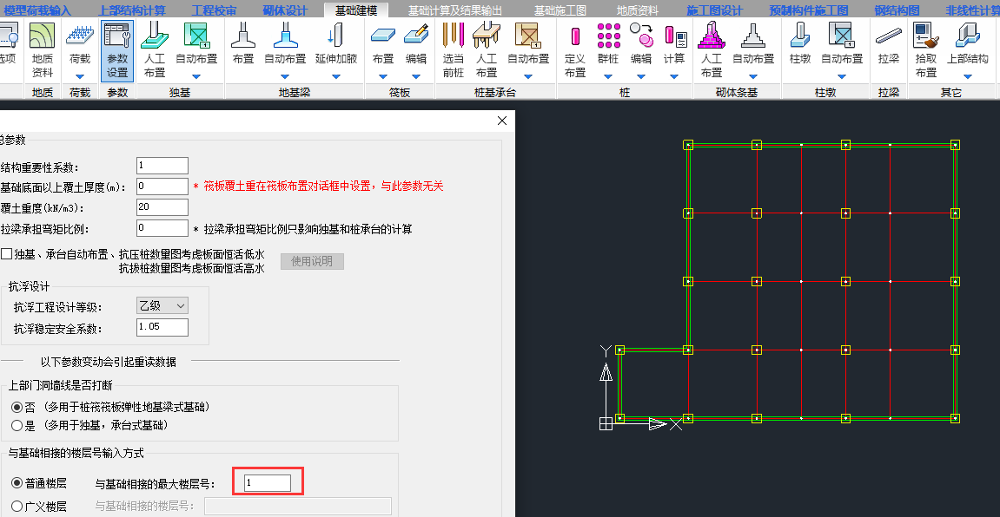 模型荷载输入 上部结构计算 工程校审 砌体设计 基础建模 基础计算及结果输出 基础施工图 地质资料 施工图设计 预制构件施工图 钢结构图 非线性计算
选项 地质资料 荷载 参数设置 人工布置 自动布置 布置 自动布置 延伸加腋 布置 编辑 选当前桩 人工布置 自动布置 定义布置 群桩 编辑 计算 人工布置 自动布置 柱墩 自动布置 拉梁 拾取布置 上部结构
地质 荷载 参数 独基 地基梁 筏板 桩基承台 桩 砌体条基 柱墩 拉梁 其它
总参数
结构重要性系数: 1
基础底面以上覆土厚度(m): 0 * 筏板覆土重在筏板布置对话框中设置，与此参数无关
覆土重度(kN/m3): 20
拉梁承担弯矩比例: 0 * 拉梁承担弯矩比例只影响独基和桩承台的计算
独基、承台自动布置、抗压桩数量图考虑板面恒活低水
抗拔桩数量图考虑板面恒活高水
使用说明
抗浮设计
抗浮工程设计等级: 乙级
抗浮稳定安全系数: 1.05
以下参数变动会引起重读数据
上部门洞墙线是否打断
否 (多用于桩筏筏板弹性地基梁式基础)
是 (多用于独基，承台式基础)
与基础相接的楼层号输入方式
普通楼层 与基础相接的最大楼层号: 1
广义楼层 与基础相接的楼层号:
Y
X